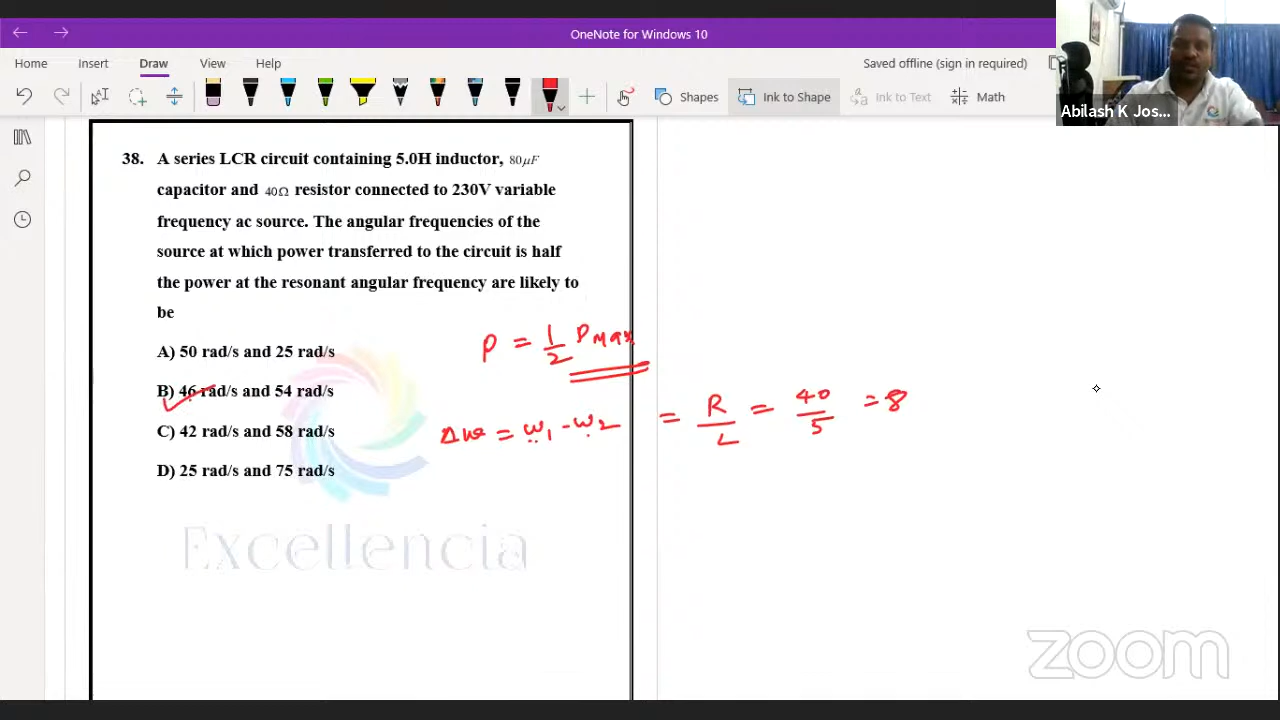 OneNote for Windows 10
Home Insert Draw View Help Saved offline (sign in required)
Shapes Ink to Shape Ink to Text Math
Abilash K Jos...
38. A series LCR circuit containing 5.0H inductor, 80μF
capacitor and 40Ω resistor connected to 230V variable
frequency ac source. The angular frequencies of the
source at which power transferred to the circuit is half
the power at the resonant angular frequency are likely to
be
P = 1/2 Pmax
A) 50 rad/s and 25 rad/s
B) 46 rad/s and 54 rad/s
Δω = ω1 - ω2 = R/L = 40/5 = 8
C) 42 rad/s and 58 rad/s
D) 25 rad/s and 75 rad/s
Excellencia
zoom